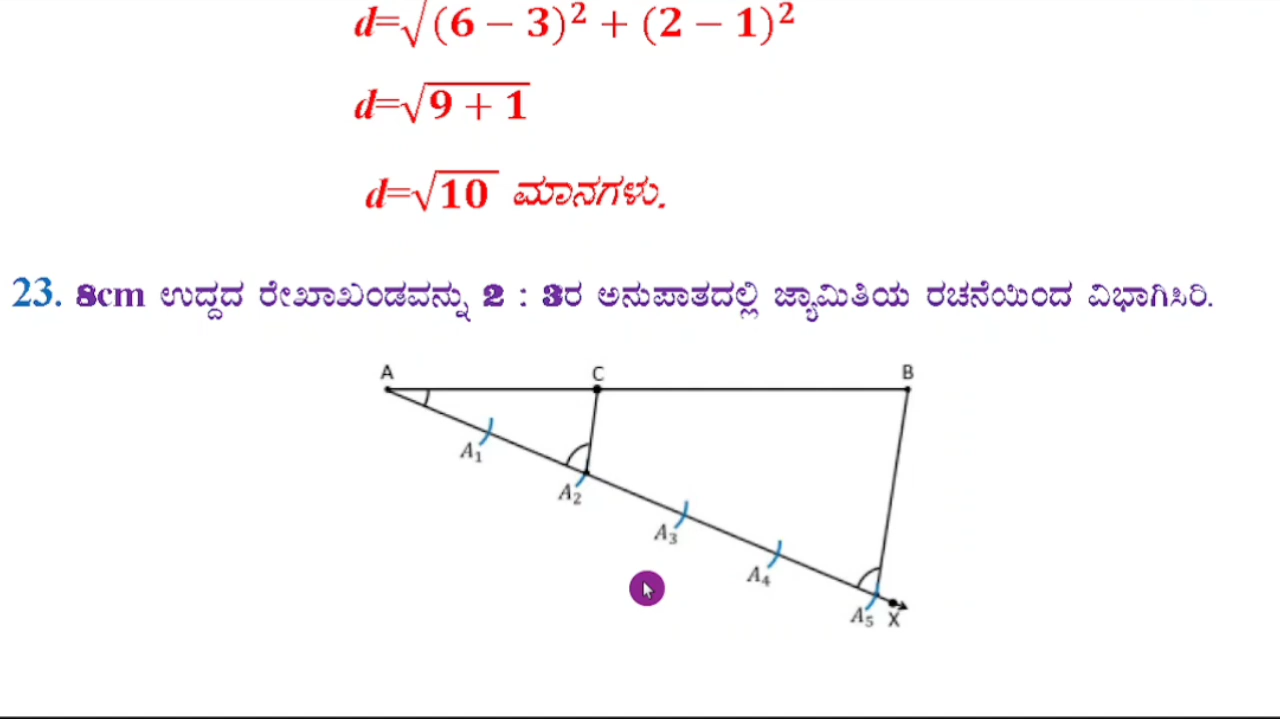 d=√(6 − 3)² + (2 − 1)²
d=√9 + 1
d=√10 ಮಾನಗಳು.
23. 8cm ಉದ್ದದ ರೇಖಾಖಂಡವನ್ನು 2 : 3ರ ಅನುಪಾತದಲ್ಲಿ ಜ್ಯಾಮಿತಿಯ ರಚನೆಯಿಂದ ವಿಭಾಗಿಸಿರಿ.
A C B
A₁
A₂
A₃
A₄
A₅ X